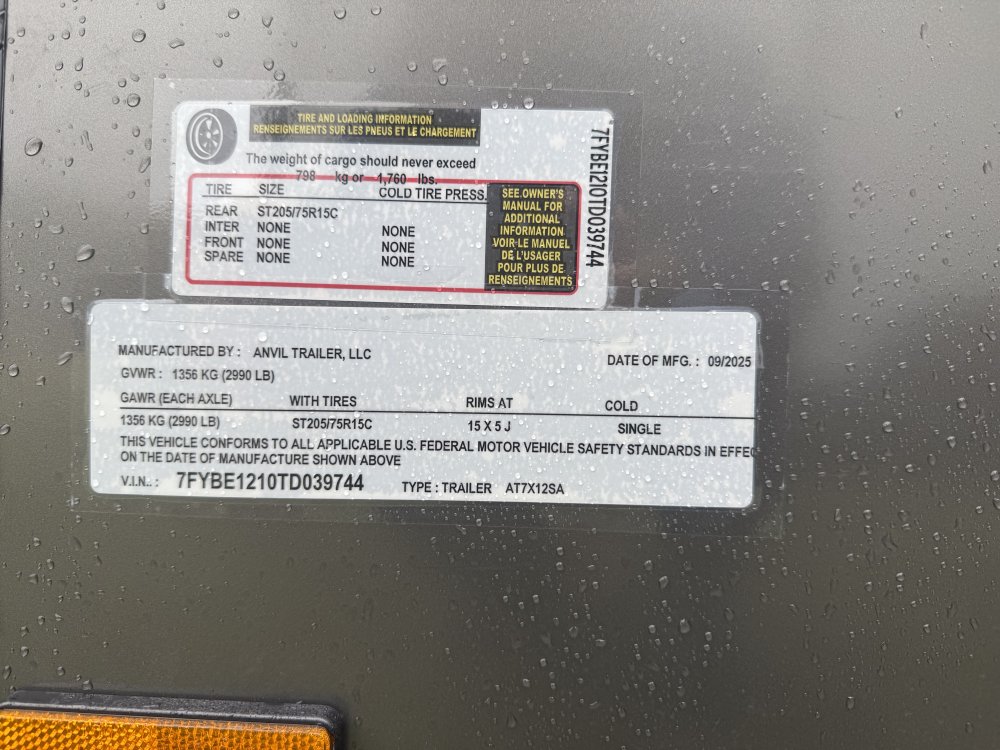 TIRE AND LOADING INFORMATION
RENSEIGNEMENTS SUR LES PNEUS ET LE CHARGEMENT
The weight of cargo should never exceed
798 kg or 1,760 lbs.
TIRE SIZE COLD TIRE PRESS.
REAR ST205/75R15C
INTER NONE NONE
FRONT NONE NONE
SPARE NONE NONE
SEE OWNER'S
MANUAL FOR
ADDITIONAL
INFORMATION
VOIR LE MANUEL
DE L'USAGER
POUR PLUS DE
RENSEIGNEMENTS
7FYBE1210TD039744
MANUFACTURED BY : ANVIL TRAILER, LLC DATE OF MFG. : 09/2025
GVWR : 1356 KG (2990 LB)
GAWR (EACH AXLE) WITH TIRES RIMS AT COLD
1356 KG (2990 LB) ST205/75R15C 15 X 5 J SINGLE
THIS VEHICLE CONFORMS TO ALL APPLICABLE U.S. FEDERAL MOTOR VEHICLE SAFETY STANDARDS IN EFFEC
ON THE DATE OF MANUFACTURE SHOWN ABOVE
V.I.N.. : 7FYBE1210TD039744 TYPE : TRAILER AT7X12SA